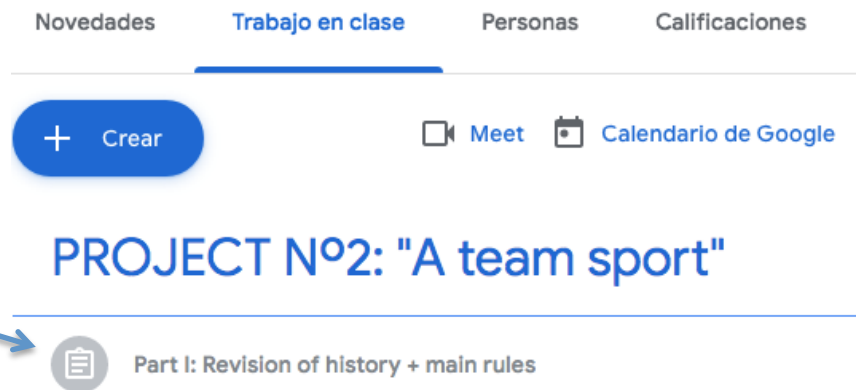 Novedades Trabajo en clase Personas Calificaciones
+ Crear Meet Calendario de Google
PROJECT Nº2: "A team sport"
Part I: Revision of history + main rules